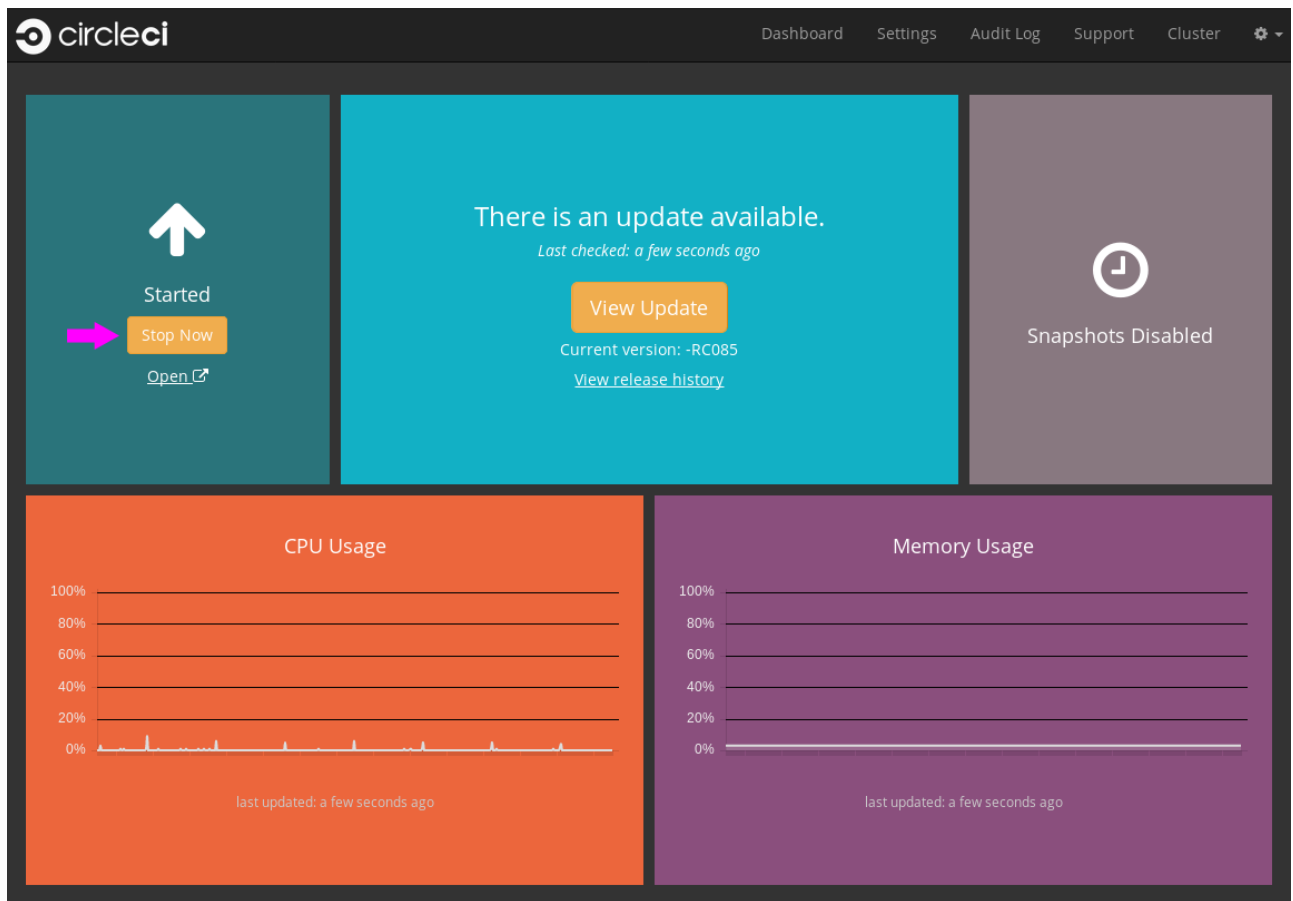 circleci
Dashboard Settings Audit Log Support Cluster
Started
Stop Now
Open
There is an update available.
Last checked: a few seconds ago
View Update
Current version: -RC085
View release history
Snapshots Disabled
CPU Usage
100%
80%
60%
40%
20%
0%
last updated: a few seconds ago
Memory Usage
100%
80%
60%
40%
20%
0%
last updated: a few seconds ago